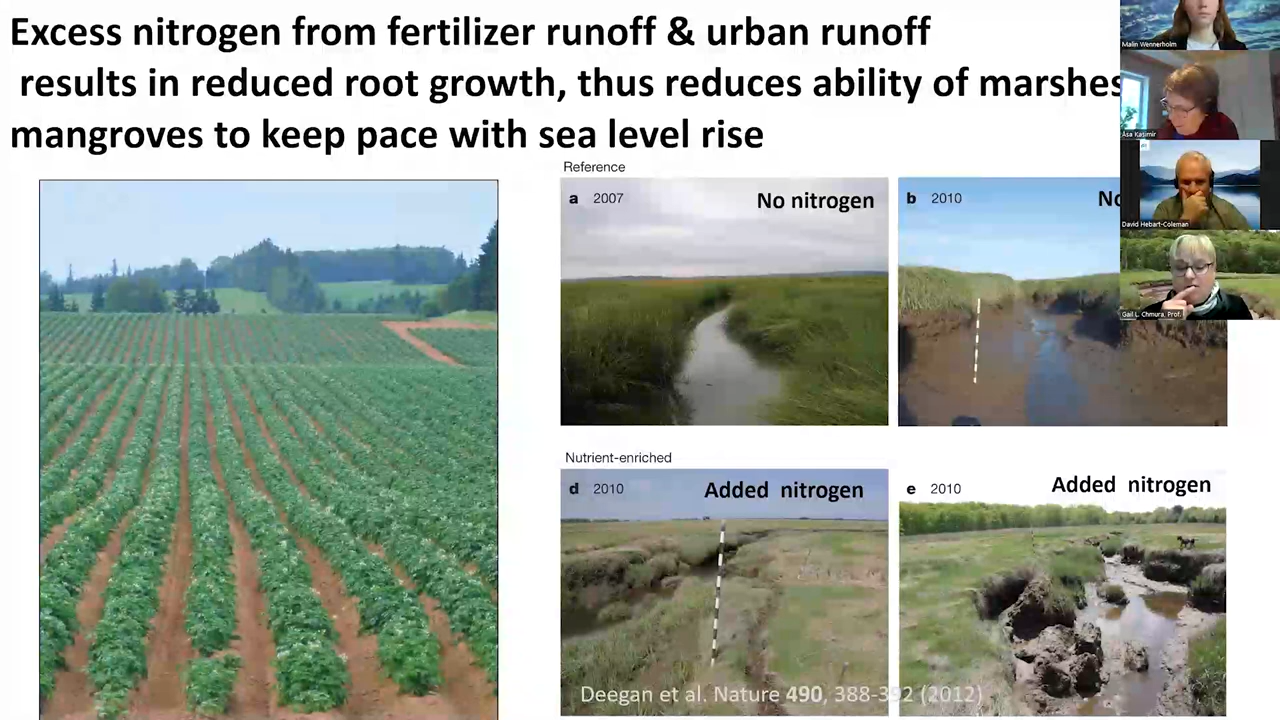 Excess nitrogen from fertilizer runoff & urban runoff
results in reduced root growth, thus reduces ability of marshes
mangroves to keep pace with sea level rise
Reference
a 2007 No nitrogen
b 2010
Nutrient-enriched
d 2010 Added nitrogen
e 2010 Added nitrogen
Deegan et al. Nature 490, 388-392 (2012)
Malin Wennerholm
Åsa Kasimir
David Hebart-Coleman
Gail L. Chmura, Prof.